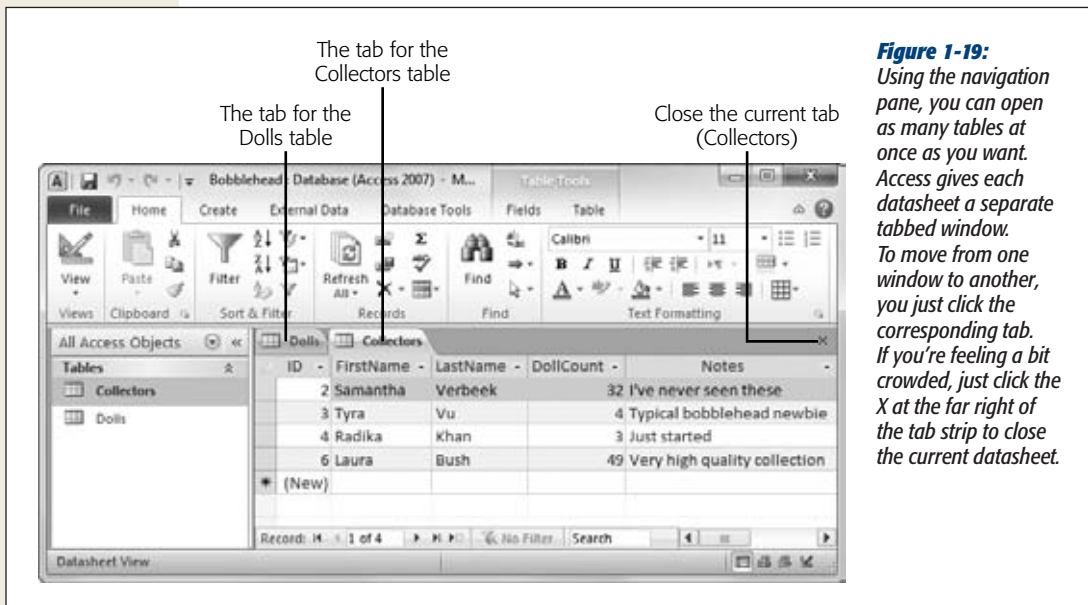 The tab for the
Collectors table
The tab for the
Dolls table
Close the current tab
(Collectors)
Figure 1-19:
Using the navigation
pane, you can open
as many tables at
once as you want.
Access gives each
datasheet a separate
tabbed window.
To move from one
window to another,
you just click the
corresponding tab.
If you're feeling a bit
crowded, just click the
X at the far right of
the tab strip to close
the current datasheet.
Database (Access 2007) - M...
Table Tools
File Home Create External Data Database Tools Fields Table
View Paste Filter Refresh All Find Calibri 11
B I U
Views Clipboard Sort & Filter Records Find Text Formatting
All Access Objects
Tables
Collectors
Dolls
Dolls Collectors
ID FirstName LastName DollCount Notes
2 Samantha Verbeek 32 I've never seen these
3 Tyra Vu 4 Typical bobblehead newbie
4 Radika Khan 3 Just started
6 Laura Bush 49 Very high quality collection
(New)
Record: 1 of 4 No Filter Search
Datasheet View